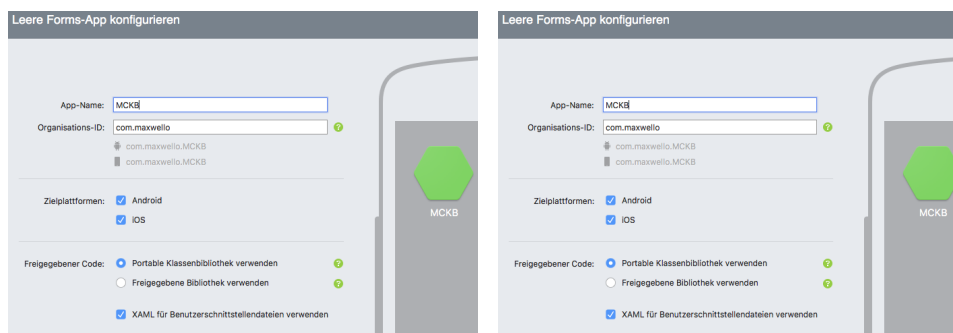 Leere Forms-App konfigurieren
App-Name: MCKB
Organisations-ID: com.maxwello
com.maxwello.MCKB
com.maxwello.MCKB
MCKB
Zielplattformen: Android
iOS
Freigegebener Code: Portable Klassenbibliothek verwenden
Freigegebene Bibliothek verwenden
XAML für Benutzerschnittstellendateien verwenden
Leere Forms-App konfigurieren
App-Name: MCKB
Organisations-ID: com.maxwello
com.maxwello.MCKB
com.maxwello.MCKB
MCKB
Zielplattformen: Android
iOS
Freigegebener Code: Portable Klassenbibliothek verwenden
Freigegebene Bibliothek verwenden
XAML für Benutzerschnittstellendateien verwenden